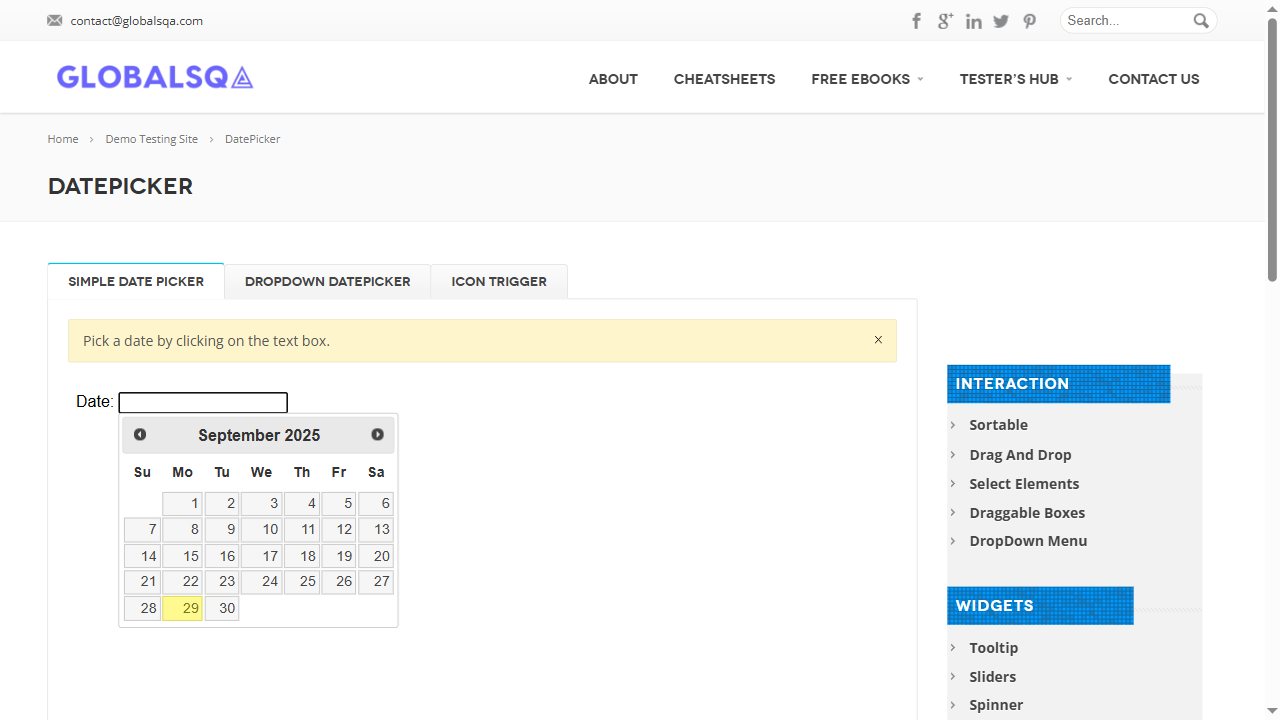 contact@globalsqa.com
Search...
GLOBALSQA
ABOUT CHEATSHEETS FREE EBOOKS TESTER'S HUB CONTACT US
Home › Demo Testing Site › DatePicker
DATEPICKER
SIMPLE DATE PICKER DROPDOWN DATEPICKER ICON TRIGGER
Pick a date by clicking on the text box. ×
Date:
September 2025
Su Mo Tu We Th Fr Sa
1 2 3 4 5 6
7 8 9 10 11 12 13
14 15 16 17 18 19 20
21 22 23 24 25 26 27
28 29 30
INTERACTION
Sortable
Drag And Drop
Select Elements
Draggable Boxes
DropDown Menu
WIDGETS
Tooltip
Sliders
Spinner